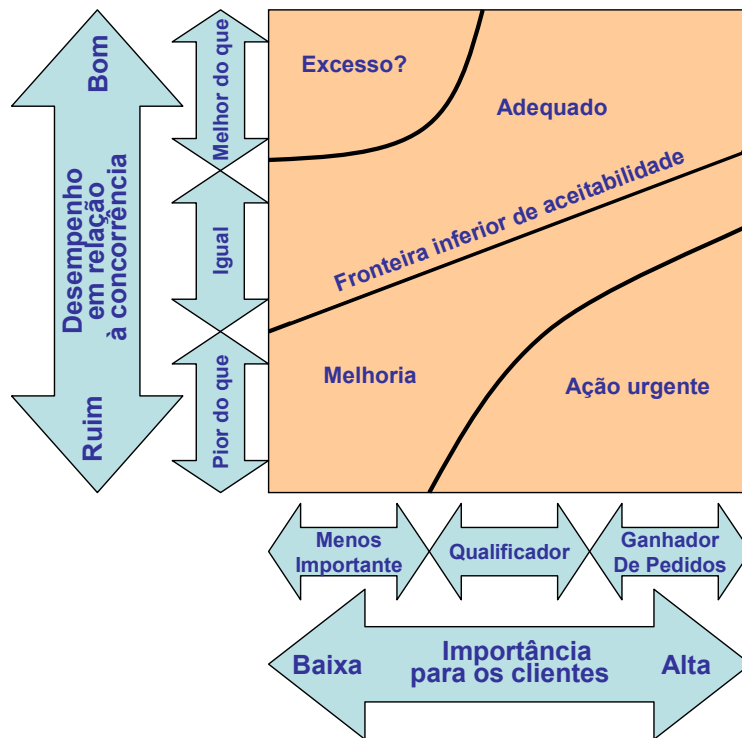 Bom
Desempenho
em relação
à concorrência
Ruim
Melhor do que
Igual
Pior do que
Excesso?
Adequado
Fronteira inferior de aceitabilidade
Melhoria
Ação urgente
Menos
Importante
Qualificador
Ganhador
De Pedidos
Baixa
Importância
para os clientes
Alta